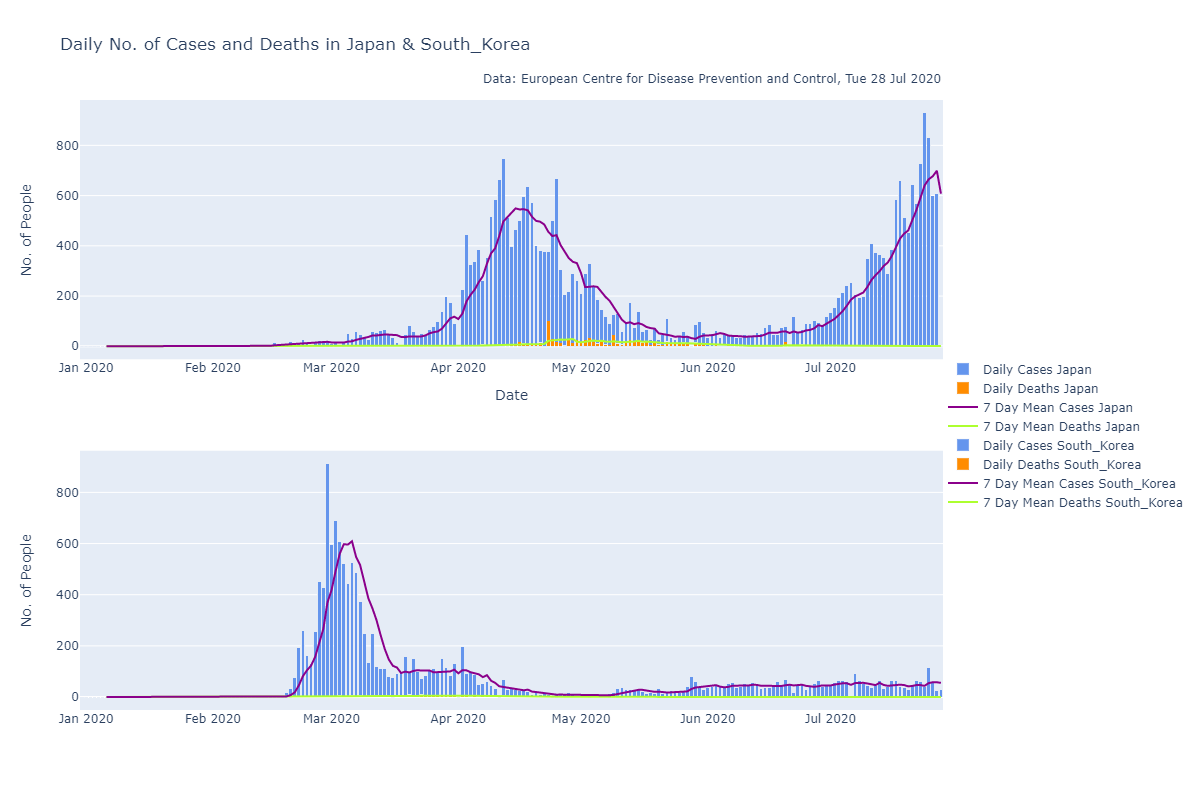 Daily No. of Cases and Deaths in Japan & South_Korea
Data: European Centre for Disease Prevention and Control, Tue 28 Jul 2020
No. of People
800
600
400
200
0
Jan 2020 Feb 2020 Mar 2020 Apr 2020 May 2020 Jun 2020 Jul 2020
Date
Daily Cases Japan
Daily Deaths Japan
7 Day Mean Cases Japan
7 Day Mean Deaths Japan
Daily Cases South_Korea
Daily Deaths South_Korea
7 Day Mean Cases South_Korea
7 Day Mean Deaths South_Korea
No. of People
800
600
400
200
0
Jan 2020 Feb 2020 Mar 2020 Apr 2020 May 2020 Jun 2020 Jul 2020